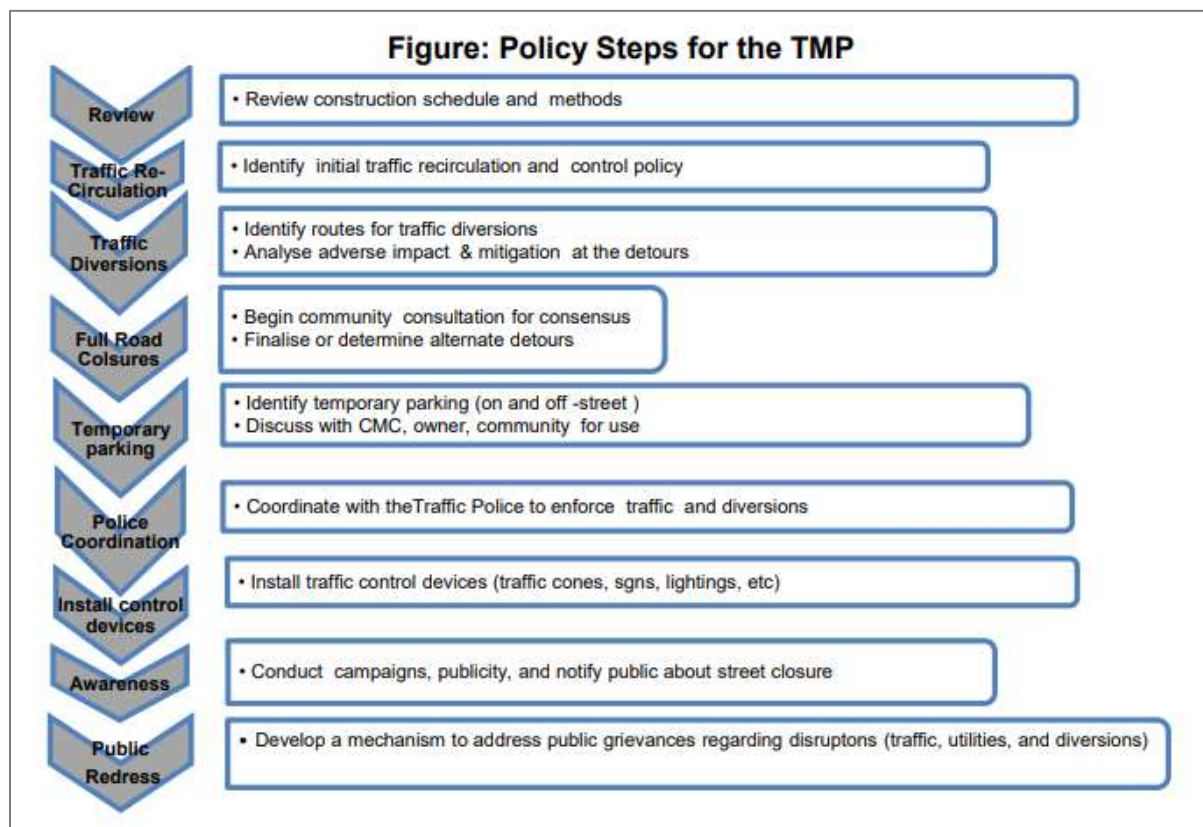 Figure: Policy Steps for the TMP
Review
• Review construction schedule and methods
Traffic Re-
Circulation
• Identify initial traffic recirculation and control policy
Traffic
Diversions
• Identify routes for traffic diversions
• Analyse adverse impact & mitigation at the detours
Full Road
Colsures
• Begin community consultation for consensus
• Finalise or determine alternate detours
Temporary
parking
• Identify temporary parking (on and off -street )
• Discuss with CMC, owner, community for use
Police
Coordination
• Coordinate with theTraffic Police to enforce traffic and diversions
Install control
devices
• Install traffic control devices (traffic cones, sgns, lightings, etc)
Awareness
• Conduct campaigns, publicity, and notify public about street closure
Public
Redress
• Develop a mechanism to address public grievances regarding disruptons (traffic, utilities, and diversions)